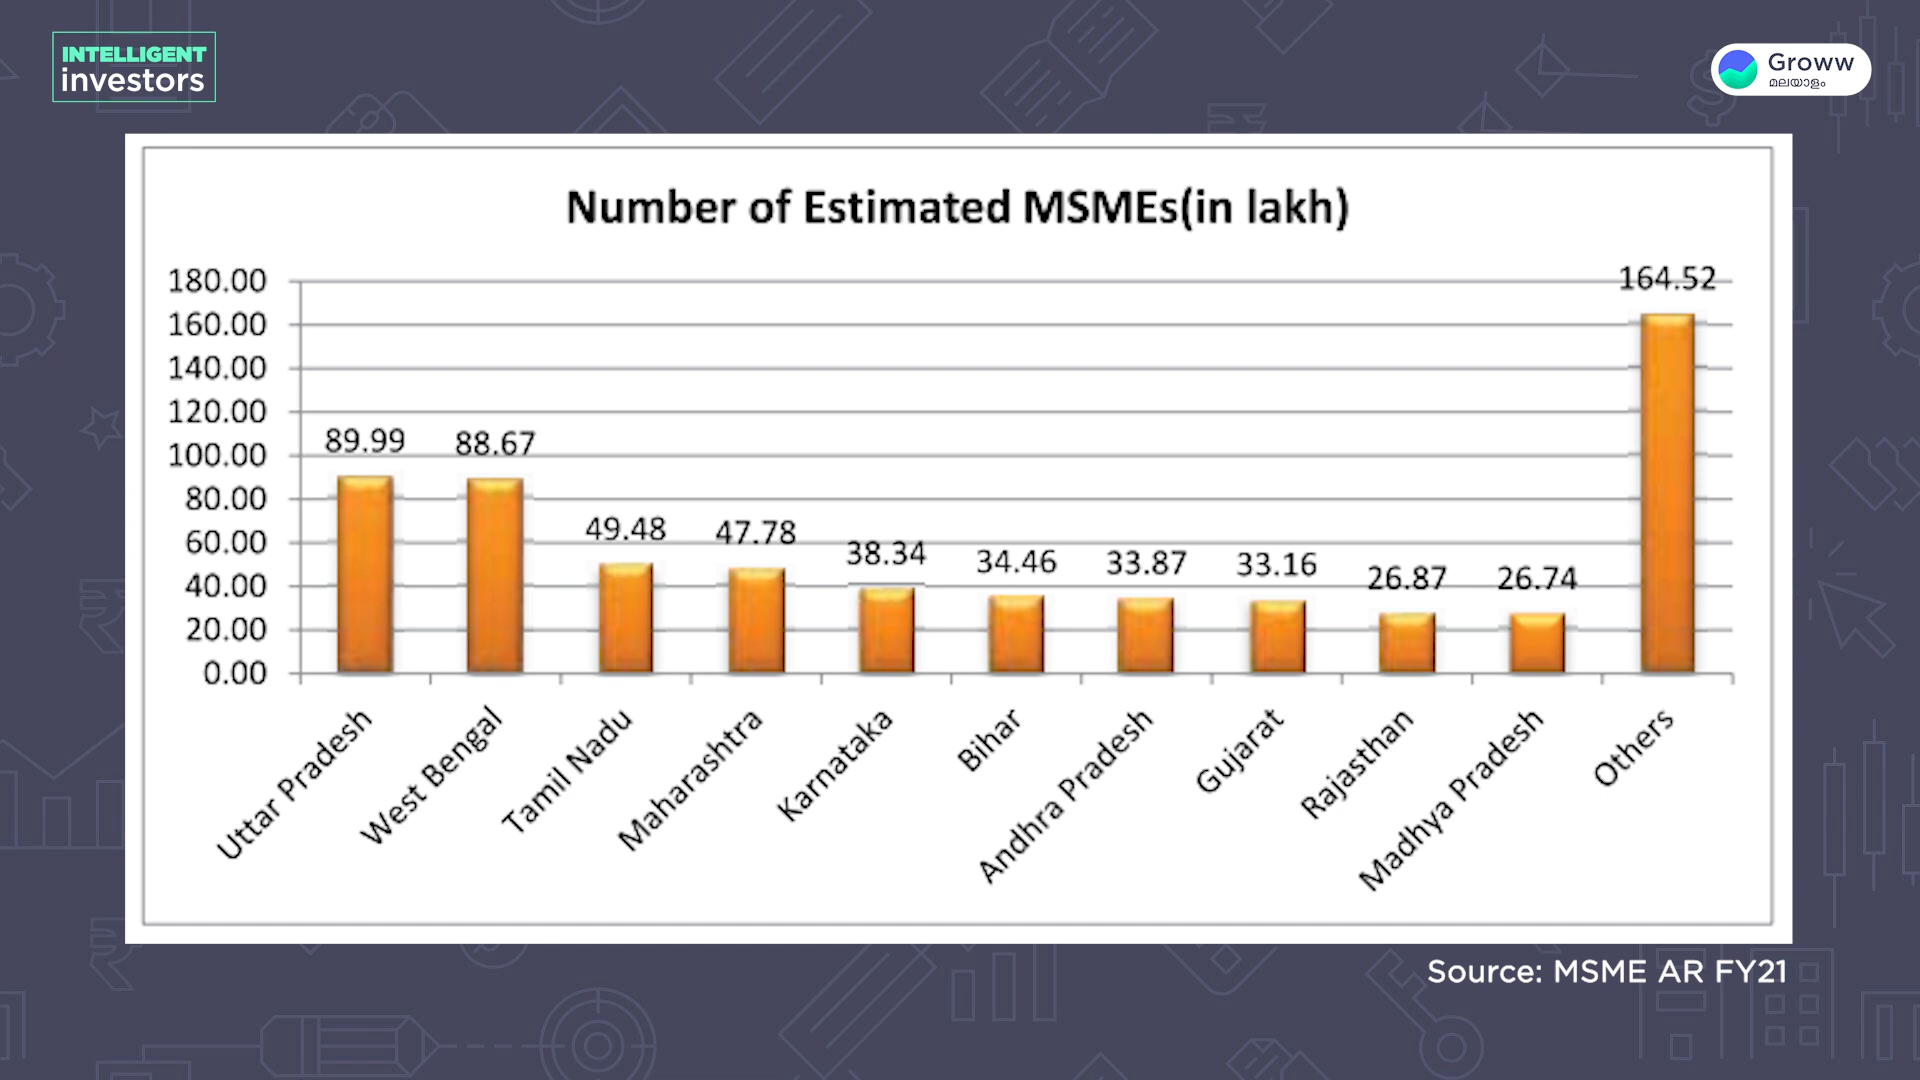 INTELLIGENT
investors
Groww
മലയാളം
Number of Estimated MSMEs(in lakh)
180.00
160.00
140.00
120.00
100.00
80.00
60.00
40.00
20.00
0.00
89.99
88.67
49.48
47.78
38.34
34.46
33.87
33.16
26.87
26.74
164.52
Uttar Pradesh
West Bengal
Tamil Nadu
Maharashtra
Karnataka
Bihar
Andhra Pradesh
Gujarat
Rajasthan
Madhya Pradesh
Others
Source: MSME AR FY21